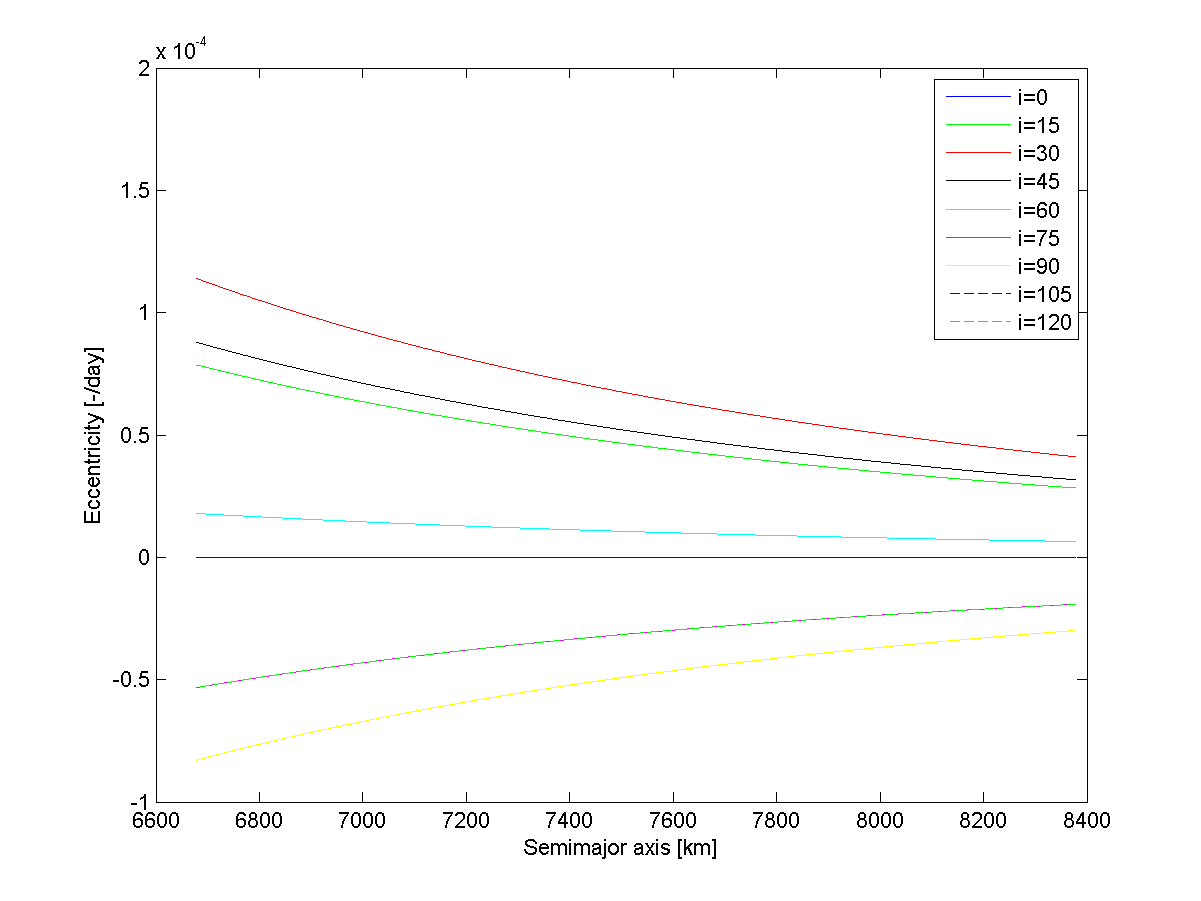 x 10-4
2
1.5
1
0.5
0
-0.5
-1
6600 6800 7000 7200 7400 7600 7800 8000 8200 8400
Semimajor axis [km]
Eccentricity [-/day]
i=0
i=15
i=30
i=45
i=60
i=75
i=90
i=105
i=120